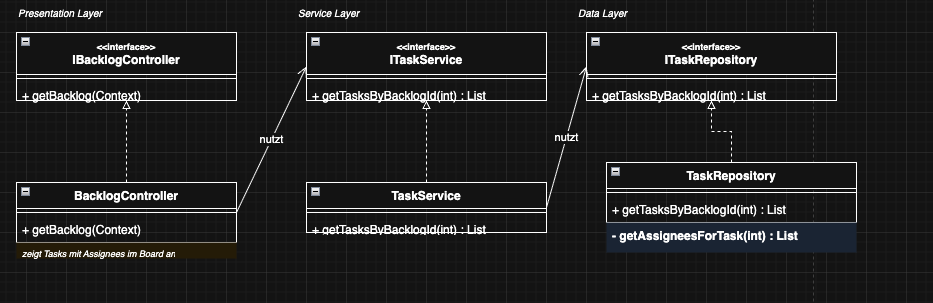 Presentation Layer
Service Layer
Data Layer
<<interface>>
IBacklogController
+ getBacklog(Context)
<<interface>>
ITaskService
+ getTasksByBacklogId(int) : List
<<interface>>
ITaskRepository
+ getTasksByBacklogId(int) : List
nutzt
nutzt
BacklogController
+ getBacklog(Context)
zeigt Tasks mit Assignees im Board an
TaskService
+ getTasksByBacklogId(int) : List
TaskRepository
+ getTasksByBacklogId(int) : List
- getAssigneesForTask(int) : List